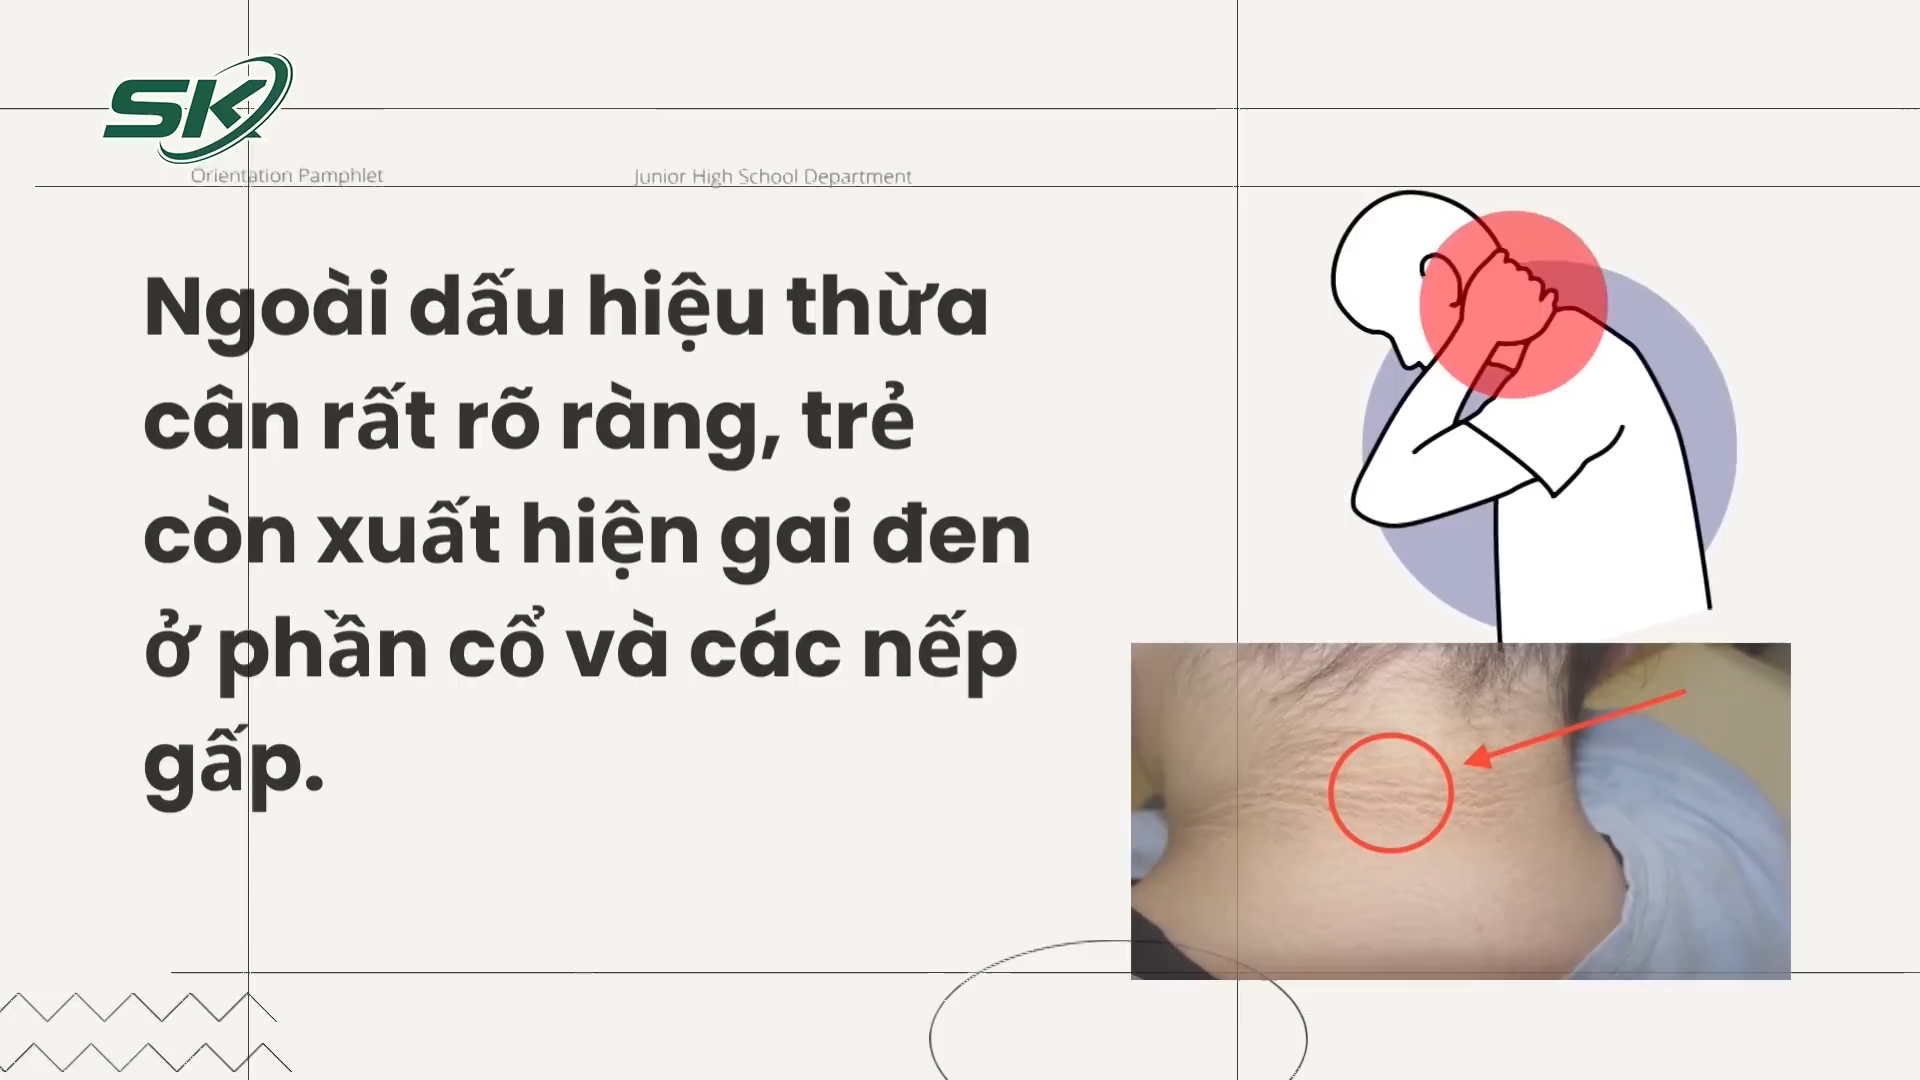 SK
Orientation Pamphlet
Junior High School Department
Ngoài dấu hiệu thừa
cân rất rõ ràng, trẻ
còn xuất hiện gai đen
ở phần cổ và các nếp
gấp.